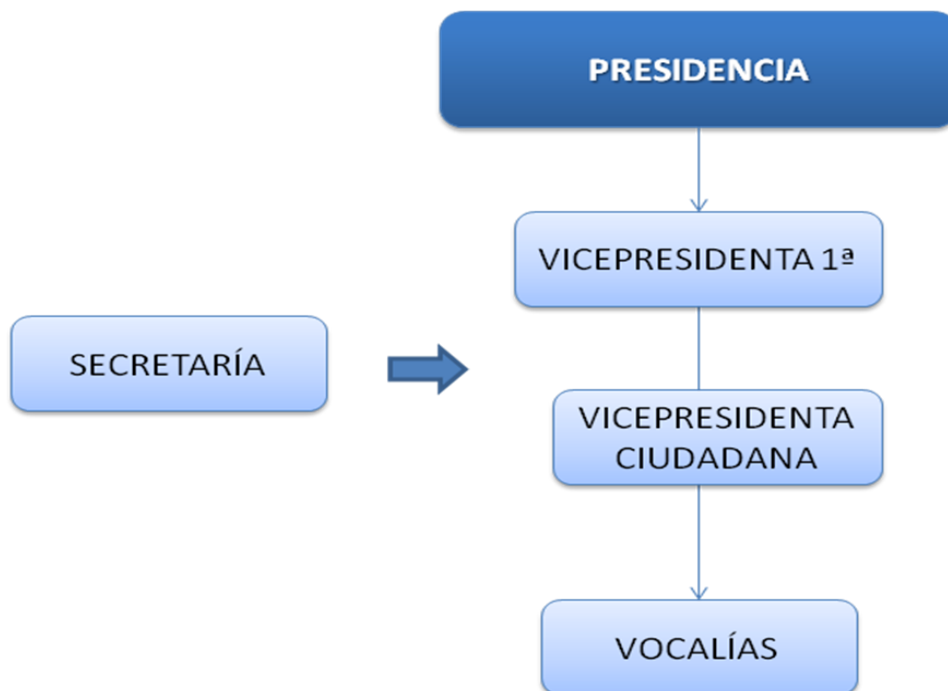 PRESIDENCIA
VICEPRESIDENTA 1ª
SECRETARÍA
VICEPRESIDENTA
CIUDADANA
VOCALÍAS